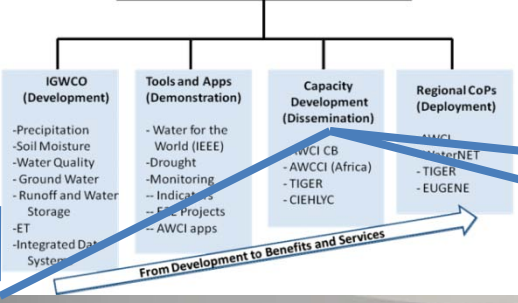 IGWCO
(Development)
-Precipitation
-Soil Moisture
-Water Quality
- Ground Water
- Runoff and Water
Storage
-ET
-Integrated Data
System
Tools and Apps
(Demonstration)
- Water for the
World (IEEE)
-Drought
-Monitoring
-- Indicators
-- Projects
-- AWCI apps
Capacity
Development
(Dissemination)
AWCI CB
- AWCCI (Africa)
- TIGER
- CIEHLYC
Regional CoPs
(Deployment)
WaterNET
- TIGER
- EUGENE
From Development to Benefits and Services